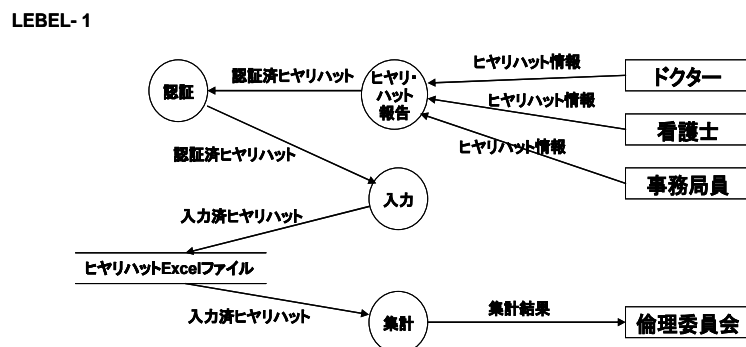 LEBEL- 1
ヒヤリハット情報
ドクター
認証済ヒヤリハット
ヒヤリ・
ハット
報告
認証
ヒヤリハット情報
看護士
ヒヤリハット情報
認証済ヒヤリハット
事務局員
入力
入力済ヒヤリハット
ヒヤリハットExcelファイル
入力済ヒヤリハット
集計
集計結果
倫理委員会